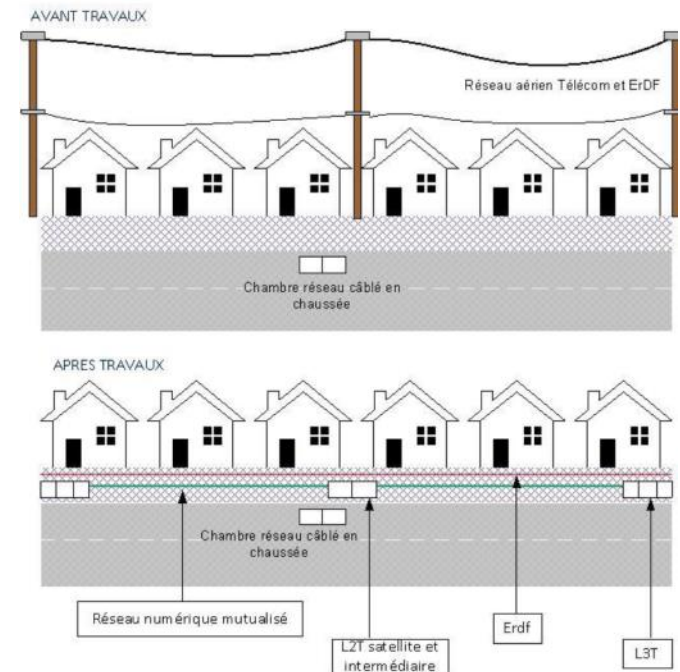 AVANT TRAVAUX
Réseau aérien Télécom et ErDF
Chambre réseau câblé en
chaussée
APRES TRAVAUX
Chambre réseau câblé en
chaussée
Réseau numérique mutualisé
L2T satellite et
intermédiaire
Erdf
L3T